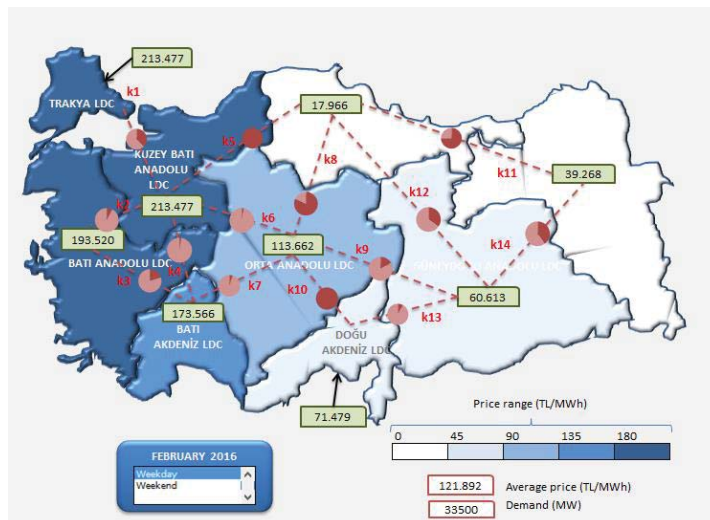 213.477
TRAKYA LDC
k1
17.966
k5
KUZEY BATI
ANADOLU
LDC
k8
k11
39.268
k12
k2
213.477
k6
193.520
113.662
k9
k14
BATI ANADOLU LDC
k4
ORTA ANADOLU LDC
GÜNEYDOĞU ANADOLU LDC
k3
k7
k10
60.613
173.566
k13
BATI
AKDENİZ LDC
DOĞU
AKDENİZ LDC
71.479
Price range (TL/MWh)
0 45 90 135 180
FEBRUARY 2016
Weekday
Weekend
121.892 Average price (TL/MWh)
33500 Demand (MW)